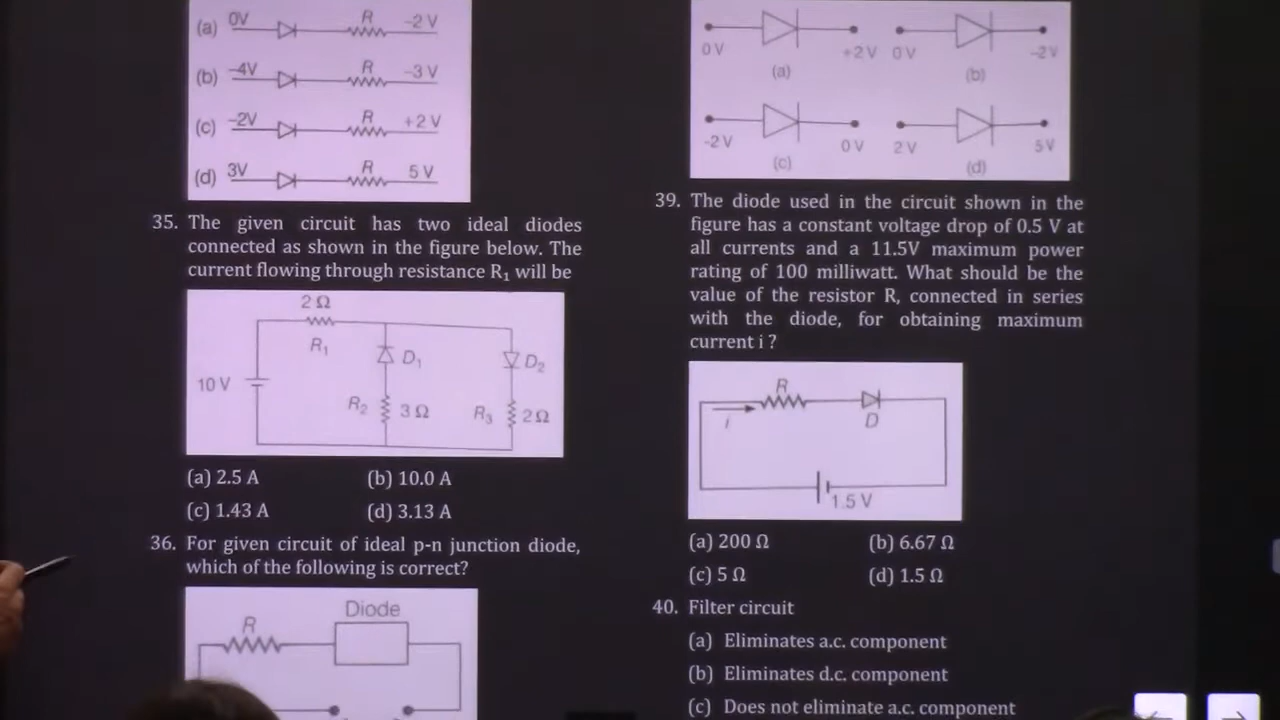 (a) 0V R –2 V
(b) –4V R –3 V
(c) –2V R +2 V
(d) 3V R 5 V
35. The given circuit has two ideal diodes
connected as shown in the figure below. The
current flowing through resistance R₁ will be
2 Ω
R₁
D₁
D₂
10 V
R₂
3 Ω
R₃
2 Ω
(a) 2.5 A
(b) 10.0 A
(c) 1.43 A
(d) 3.13 A
36. For given circuit of ideal p-n junction diode,
which of the following is correct?
Diode
R
0 V
+2 V
0 V
–2 V
(a)
(b)
–2 V
0 V
2 V
5 V
(c)
(d)
39. The diode used in the circuit shown in the
figure has a constant voltage drop of 0.5 V at
all currents and a 11.5V maximum power
rating of 100 milliwatt. What should be the
value of the resistor R, connected in series
with the diode, for obtaining maximum
current i ?
R
i
D
1.5 V
(a) 200 Ω
(b) 6.67 Ω
(c) 5 Ω
(d) 1.5 Ω
40. Filter circuit
(a) Eliminates a.c. component
(b) Eliminates d.c. component
(c) Does not eliminate a.c. component